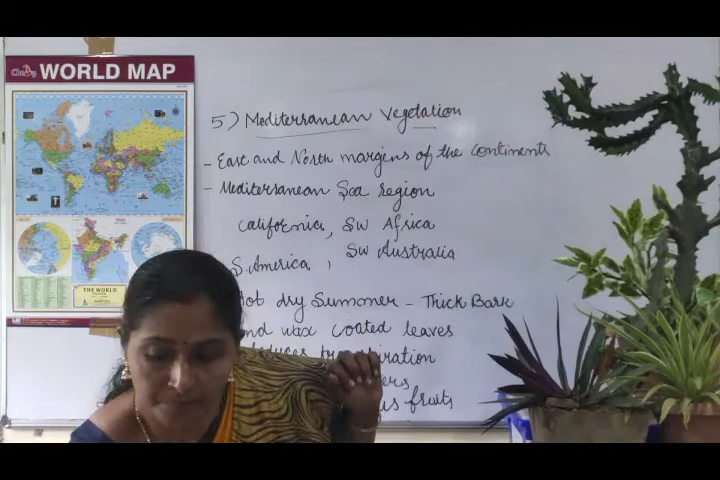 WORLD MAP
THE WORLD
5) Mediterranean Vegetation
- East and North margins of the continents
- Mediterranean Sea region
California, SW Africa
S. America, SW Australia
Hot dry Summer - Thick Bark
and wax coated leaves
fruits